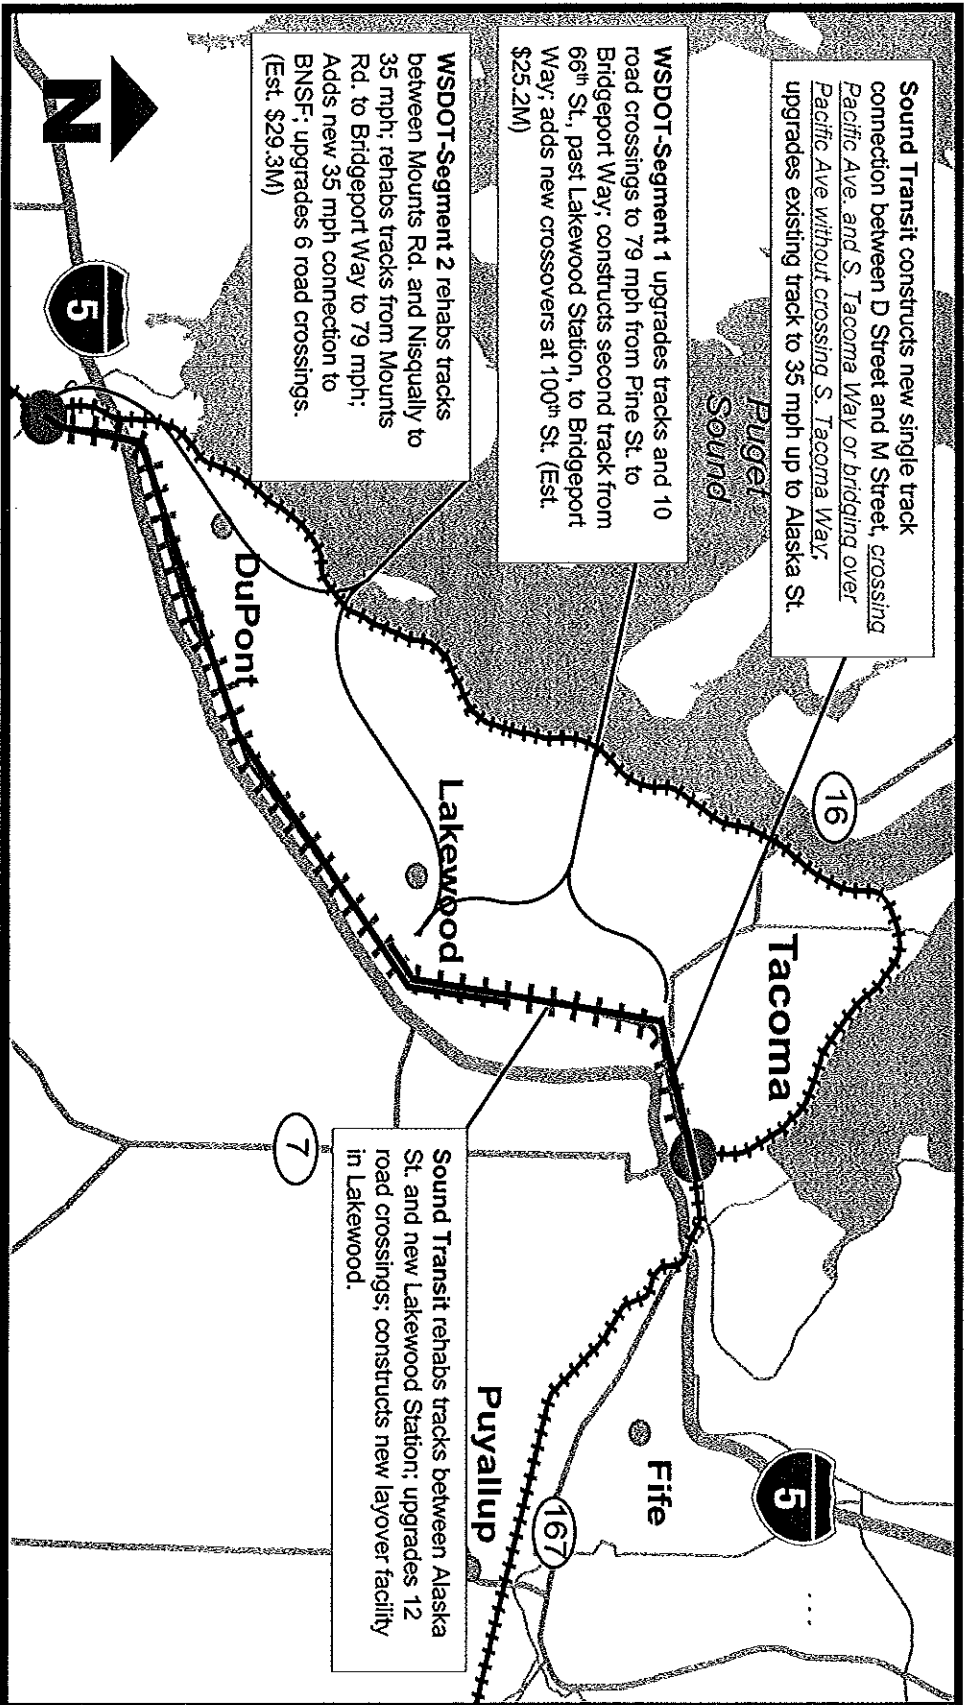 Sound Transit constructs new single track
connection between D Street and M Street, crossing
Pacific Ave. and S. Tacoma Way or bridging over
Pacific Ave without crossing S. Tacoma Way;
upgrades existing track to 35 mph up to Alaska St.
WSDOT-Segment 1 upgrades tracks and 10
road crossings to 79 mph from Pine St. to
Bridgeport Way; constructs second track from
66th St., past Lakewood Station, to Bridgeport
Way; adds new crossovers at 100th St. (Est.
$25.2M)
WSDOT-Segment 2 rehabs tracks
between Mounts Rd. and Nisqually to
35 mph; rehabs tracks from Mounts
Rd. to Bridgeport Way to 79 mph;
Adds new 35 mph connection to
BNSF; upgrades 6 road crossings.
(Est. $29.3M)
N
5
Puget
Sound
16
Tacoma
DuPont
Lakewood
7
Sound Transit rehabs tracks between Alaska
St. and new Lakewood Station; upgrades 12
road crossings; constructs new layover facility
in Lakewood.
5
Fife
167
Puyallup